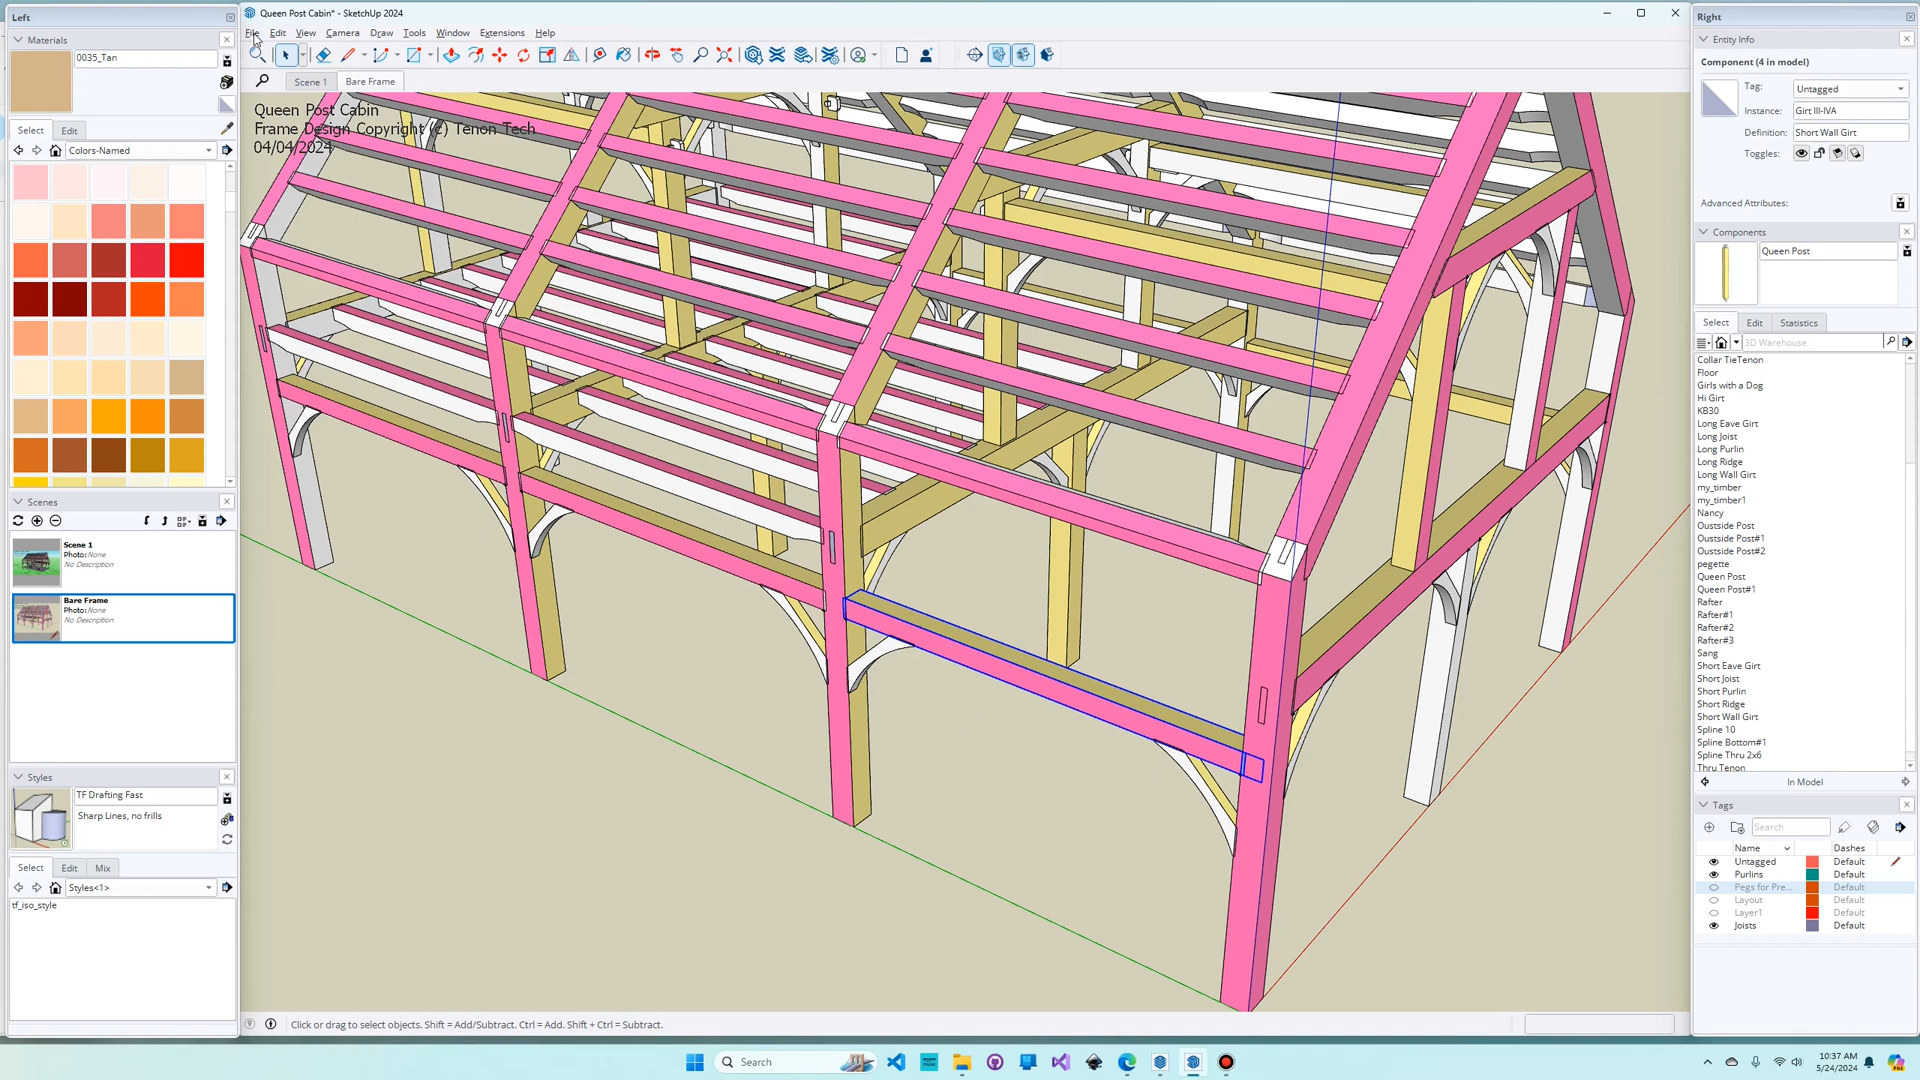 Left
Queen Post Cabin* - SketchUp 2024
Right
File Edit View Camera Draw Tools Window Extensions Help
Materials
0035_Tan
Select Edit
Colors-Named
Scenes
Scene 1
Photo: None
No Description
Bare Frame
Photo: None
No Description
Styles
TF Drafting Fast
Sharp Lines, no frills
Select Edit Mix
Styles<1>
tf_iso_style
Scene 1 Bare Frame
Queen Post Cabin
Frame Design Copyright (c) Tenon Tech
04/04/2024
Click or drag to select objects. Shift = Add/Subtract. Ctrl = Add. Shift + Ctrl = Subtract.
Entity Info
Component (4 in model)
Tag: Untagged
Instance: Girt III-IVA
Definition: Short Wall Girt
Toggles:
Advanced Attributes:
Components
Queen Post
Select Edit Statistics
3D Warehouse
Collar TieTenon
Floor
Girls with a Dog
Hi Girt
KB30
Long Eave Girt
Long Joist
Long Purlin
Long Ridge
Long Wall Girt
my_timber
my_timber1
Nancy
Oustside Post
Oustside Post#1
Oustside Post#2
pegette
Queen Post
Queen Post#1
Rafter
Rafter#1
Rafter#2
Rafter#3
Sang
Short Eave Girt
Short Joist
Short Purlin
Short Ridge
Short Wall Girt
Spline 10
Spline Bottom#1
Spline Thru 2x6
Thru Tenon
In Model
Tags
Search
Name Dashes
Untagged Default
Purlins Default
Pegs for Pre... Default
Layout Default
Layer1 Default
Joists Default
Search
10:37 AM
5/24/2024